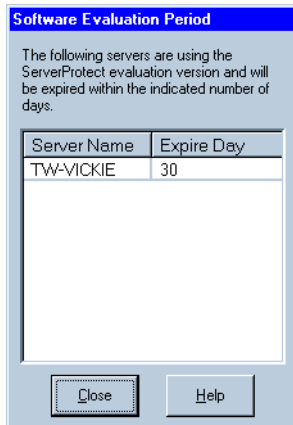 Software Evaluation Period
The following servers are using the
ServerProtect evaluation version and will
be expired within the indicated number of
days.
Server Name Expire Day
TW-VICKIE 30
Close Help